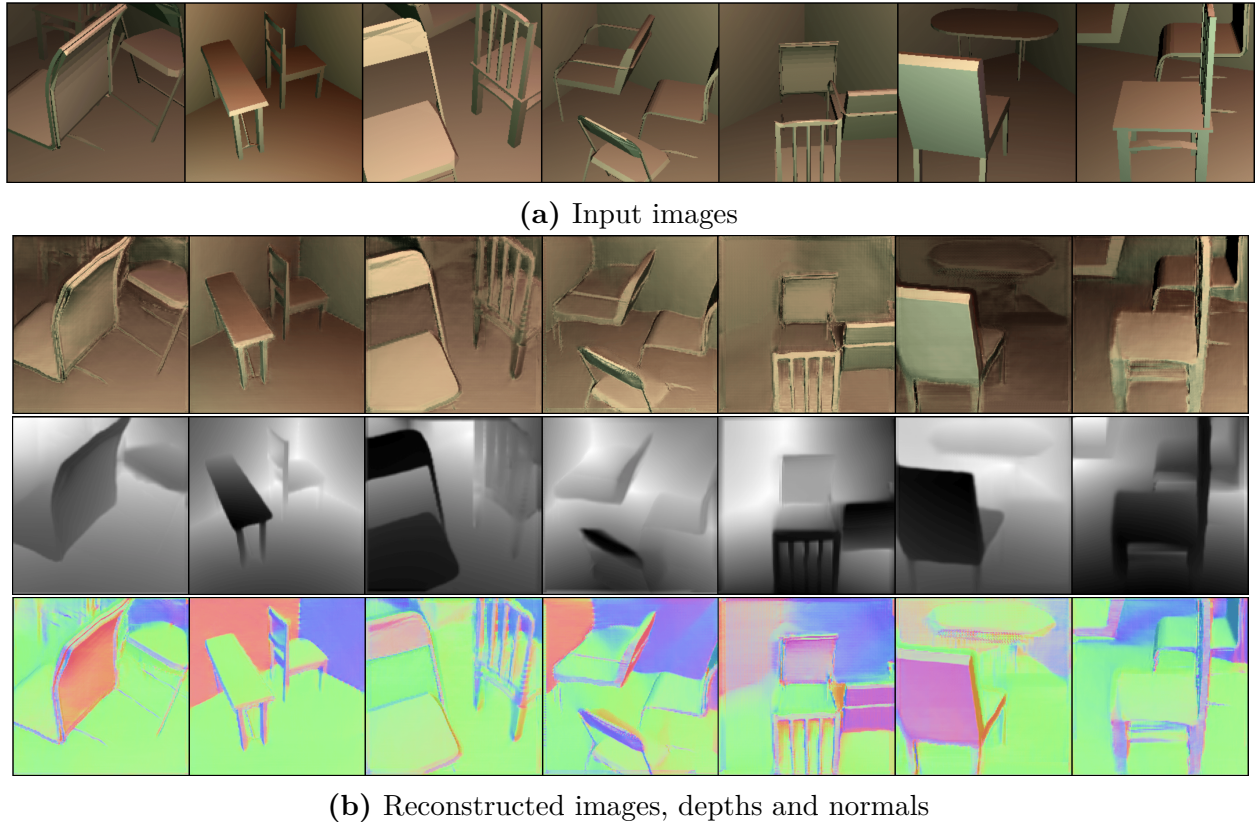 (a) Input images
(b) Reconstructed images, depths and normals